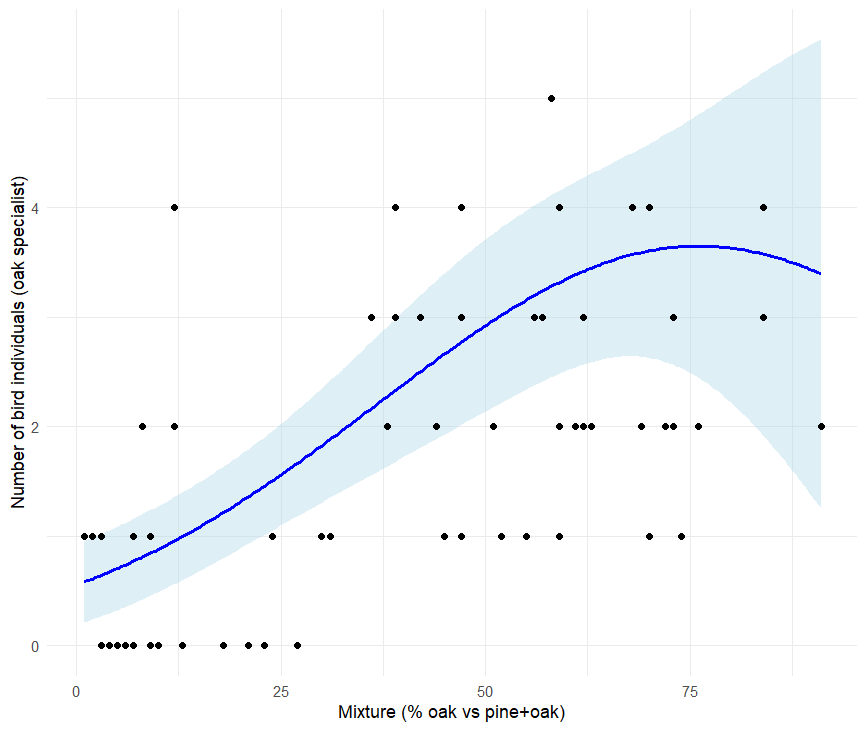 Number of bird individuals (oak specialist)
4
2
0
0 25 50 75
Mixture (% oak vs pine+oak)